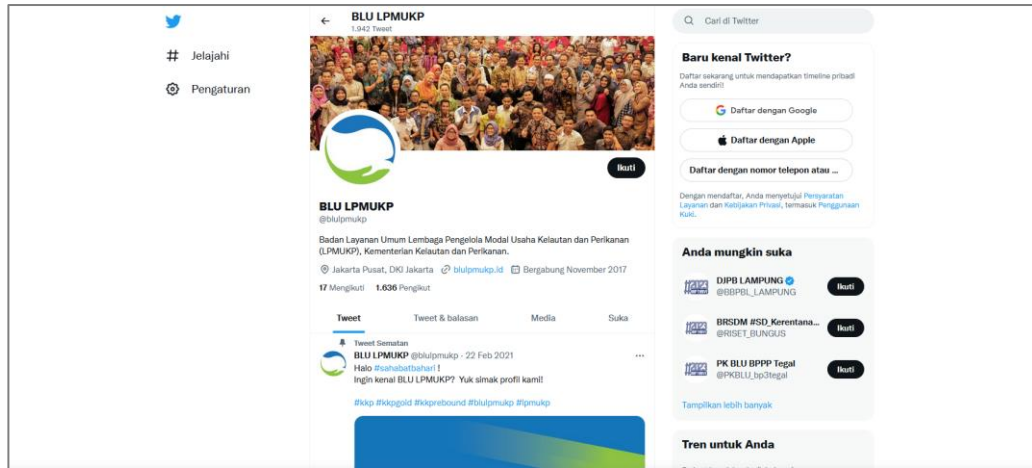 Jelajahi
Pengaturan
BLU LPMUKP
1.942 Tweet
Ikuti
BLU LPMUKP
@blulpmukp
Badan Layanan Umum Lembaga Pengelola Modal Usaha Kelautan dan Perikanan
(LPMUKP), Kementerian Kelautan dan Perikanan.
Jakarta Pusat, DKI Jakarta blulpmukp.id Bergabung November 2017
17 Mengikuti 1.636 Pengikut
Tweet Tweet & balasan Media Suka
Tweet Sematan
BLU LPMUKP @blulpmukp · 22 Feb 2021
Halo #sahabatbahari !
Ingin kenal BLU LPMUKP? Yuk simak profil kami!
#kkp #kkpgold #kkprebound #blulpmukp #lpmukp
Cari di Twitter
Baru kenal Twitter?
Daftar sekarang untuk mendapatkan timeline pribadi
Anda sendiri!
Daftar dengan Google
Daftar dengan Apple
Daftar dengan nomor telepon atau ...
Dengan mendaftar, Anda menyetujui Persyaratan
Layanan dan Kebijakan Privasi, termasuk Penggunaan
Kuki.
Anda mungkin suka
DJPB LAMPUNG
@BBPBL_LAMPUNG
Ikuti
BRSDM #SD_Kerentana...
@RISET_BUNGUS
Ikuti
PK BLU BPPP Tegal
@PKBLU_bp3tegal
Ikuti
Tampilkan lebih banyak
Tren untuk Anda